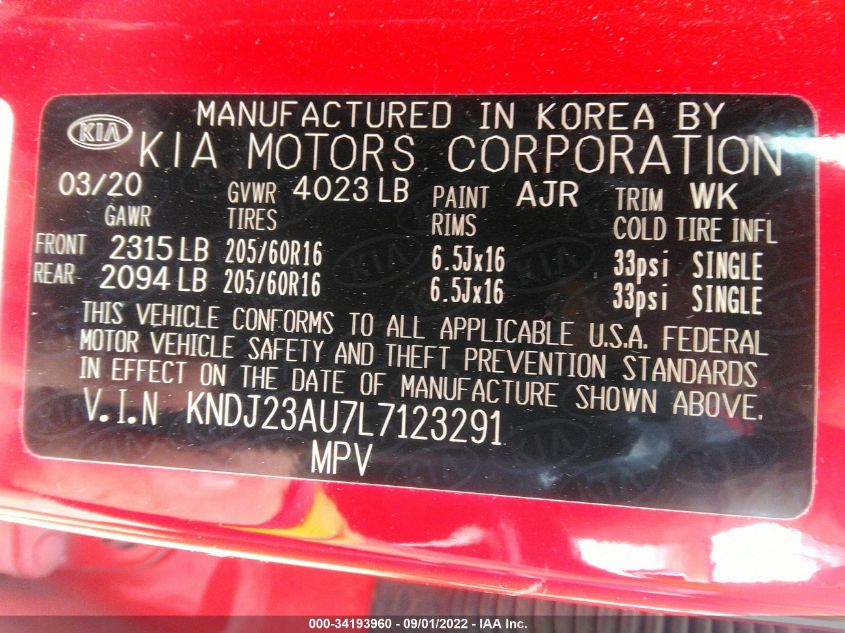 MANUFACTURED IN KOREA BY
KIA KIA MOTORS CORPORATION
03/20 GVWR 4023 LB PAINT AJR TRIM WK
GAWR TIRES RIMS COLD TIRE INFL
FRONT 2315 LB 205/60R16 6.5Jx16 33psi SINGLE
REAR 2094 LB 205/60R16 6.5Jx16 33psi SINGLE
THIS VEHICLE CONFORMS TO ALL APPLICABLE U.S.A. FEDERAL
MOTOR VEHICLE SAFETY AND THEFT PREVENTION STANDARDS
IN EFFECT ON THE DATE OF MANUFACTURE SHOWN ABOVE.
V.I.N KNDJ23AU7L7123291
MPV
000-34193960 - 09/01/2022 - IAA Inc.